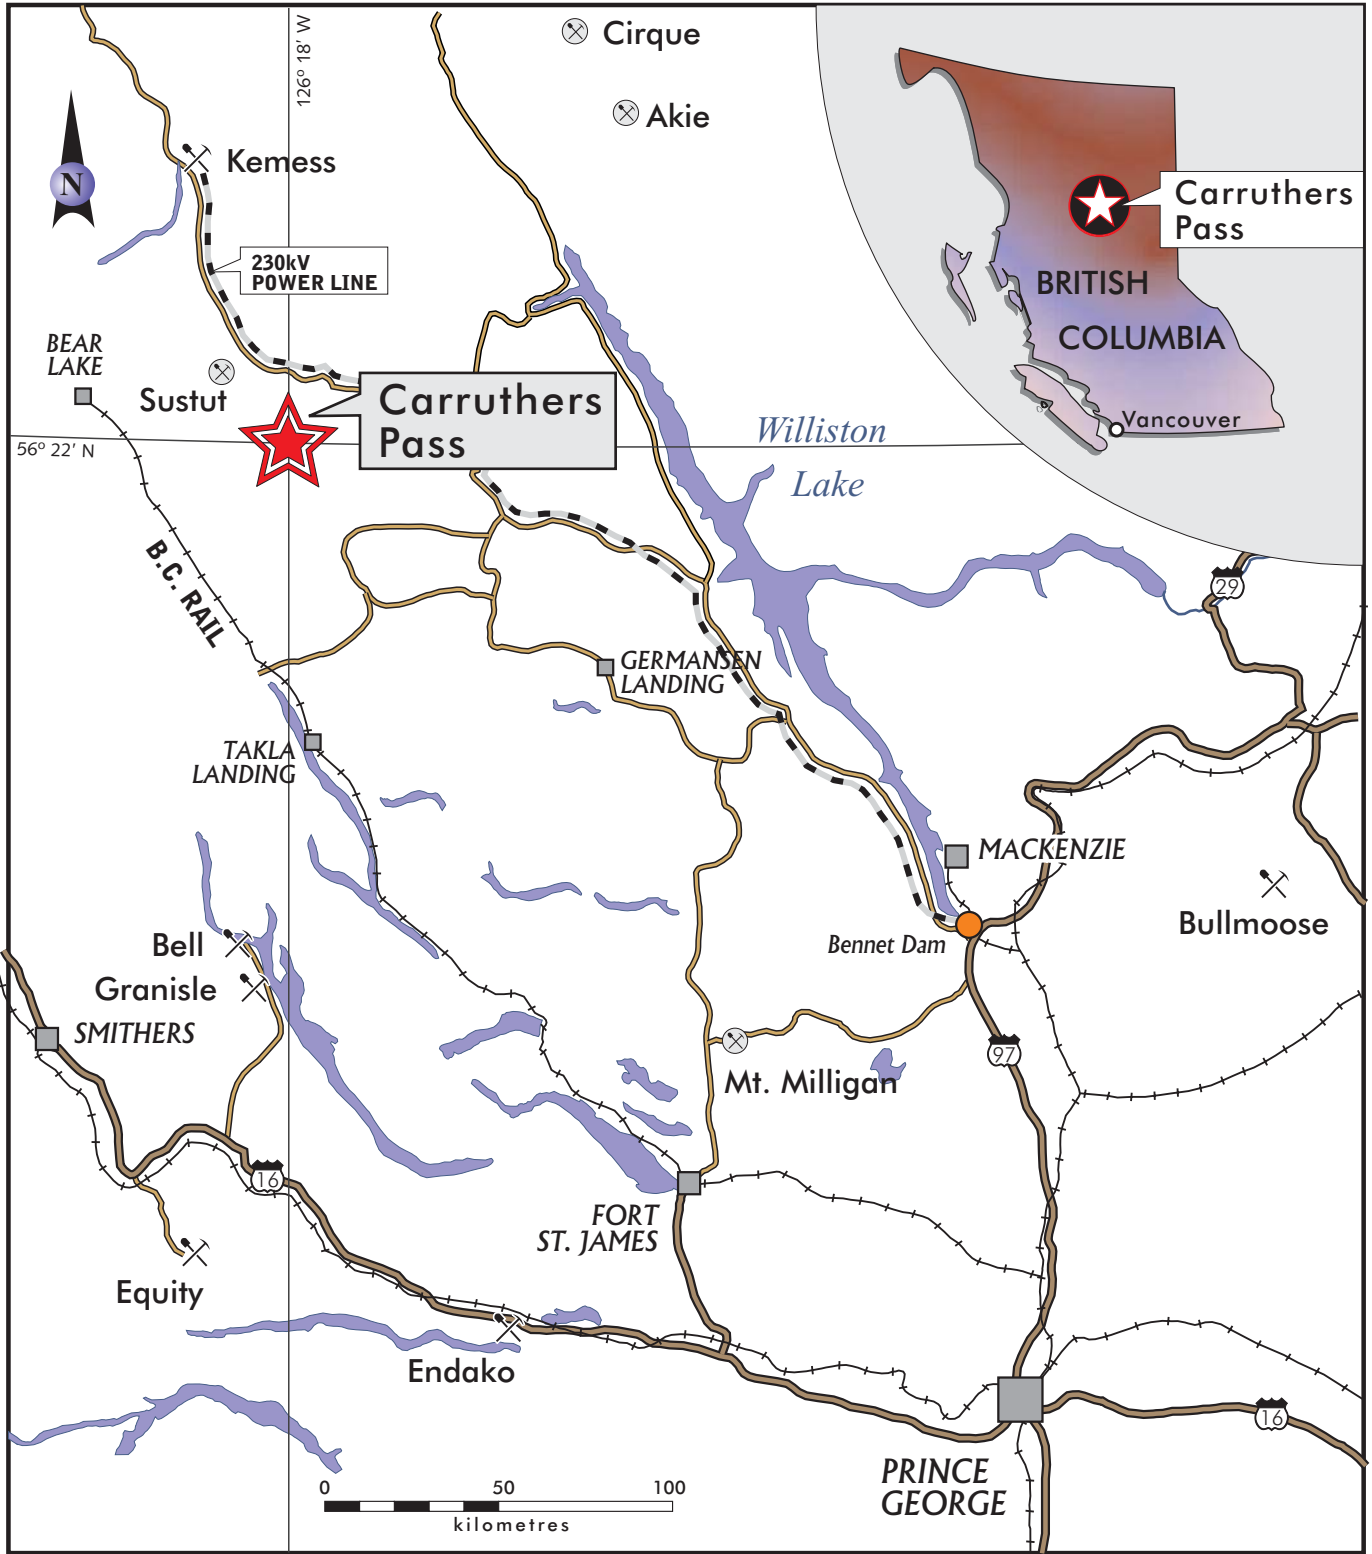 126° 18' W
Cirque
Akie
Kemess
N
Carruthers
Pass
230kV
POWER LINE
BRITISH
COLUMBIA
BEAR
LAKE
Sustut
Carruthers
Pass
Vancouver
56° 22' N
Williston
Lake
B.C. RAIL
29
GERMANSEN
LANDING
TAKLA
LANDING
MACKENZIE
Bullmoose
Bell
Bennet Dam
Granisle
SMITHERS
97
Mt. Milligan
16
FORT
ST. JAMES
Equity
Endako
16
PRINCE
GEORGE
0 50 100
kilometres